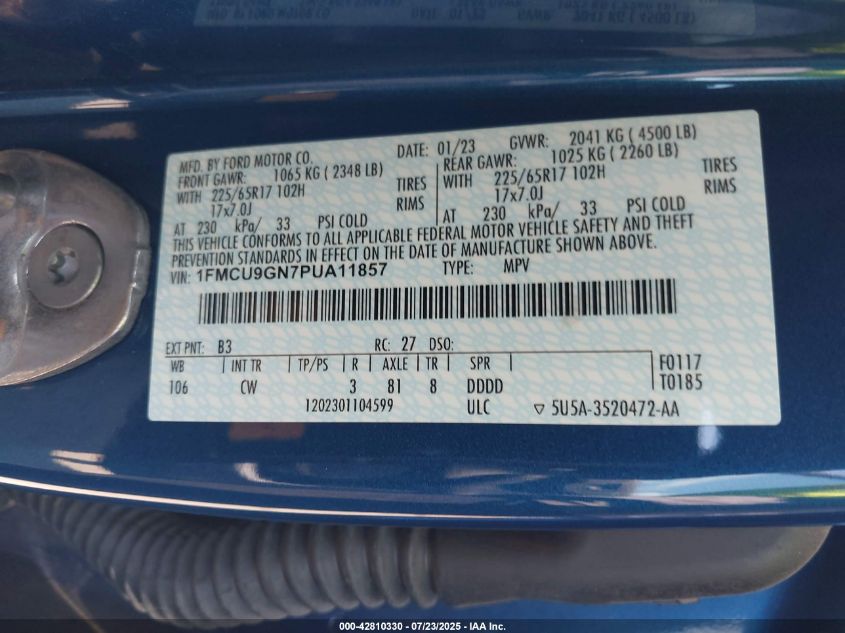 MFD. BY FORD MOTOR CO. DATE: 01/23 GVWR: 2041 KG ( 4500 LB)
FRONT GAWR: 1065 KG ( 2348 LB) REAR GAWR: 1025 KG ( 2260 LB)
WITH 225/65R17 102H TIRES WITH 225/65R17 102H TIRES
17x7.0J RIMS 17x7.0J RIMS
AT 230 kPa/ 33 PSI COLD AT 230 kPa/ 33 PSI COLD
THIS VEHICLE CONFORMS TO ALL APPLICABLE FEDERAL MOTOR VEHICLE SAFETY AND THEFT
PREVENTION STANDARDS IN EFFECT ON THE DATE OF MANUFACTURE SHOWN ABOVE.
VIN: 1FMCU9GN7PUA11857 TYPE: MPV
EXT PNT: B3 RC: 27 DSO:
WB INT TR TP/PS R AXLE TR SPR F0117
106 CW 3 81 8 DDDD T0185
1202301104599 ULC ▽ 5U5A-3520472-AA
000-42810330 - 07/23/2025 - IAA Inc.